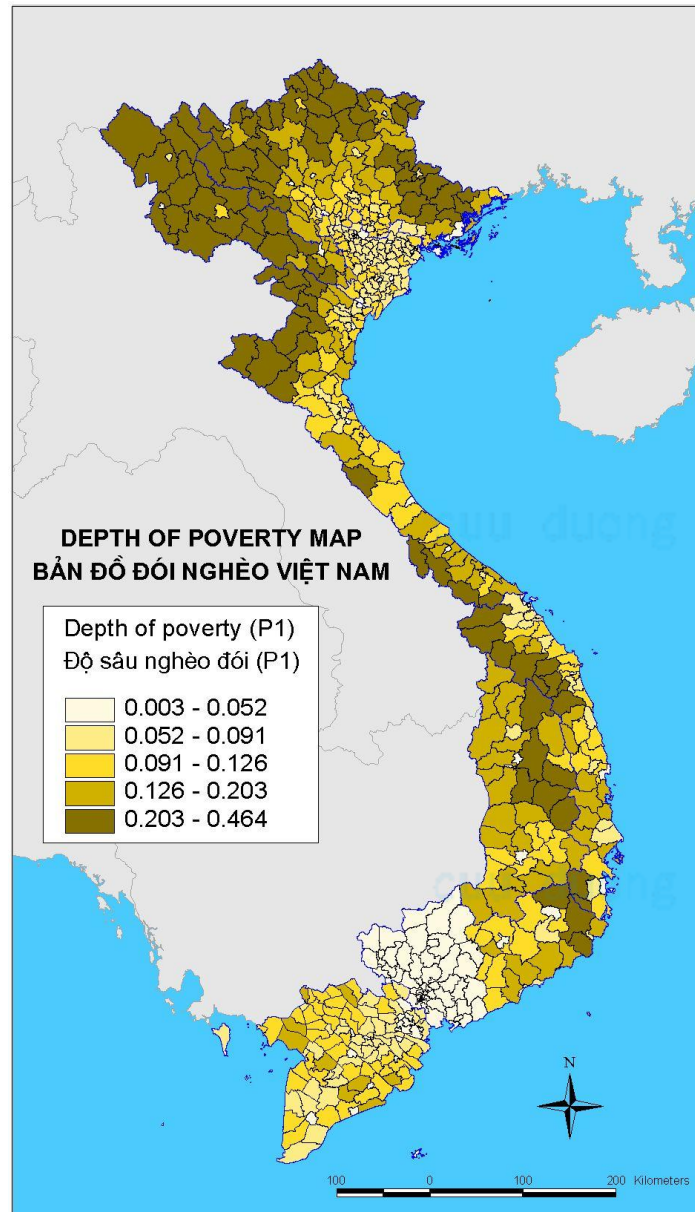 cuu duong
DEPTH OF POVERTY MAP
BẢN ĐỒ ĐÓI NGHÈO VIỆT NAM
Depth of poverty (P1)
Độ sâu nghèo đói (P1)
0.003 - 0.052
0.052 - 0.091
0.091 - 0.126
0.126 - 0.203
0.203 - 0.464
N
100 0 100 200 Kilometers